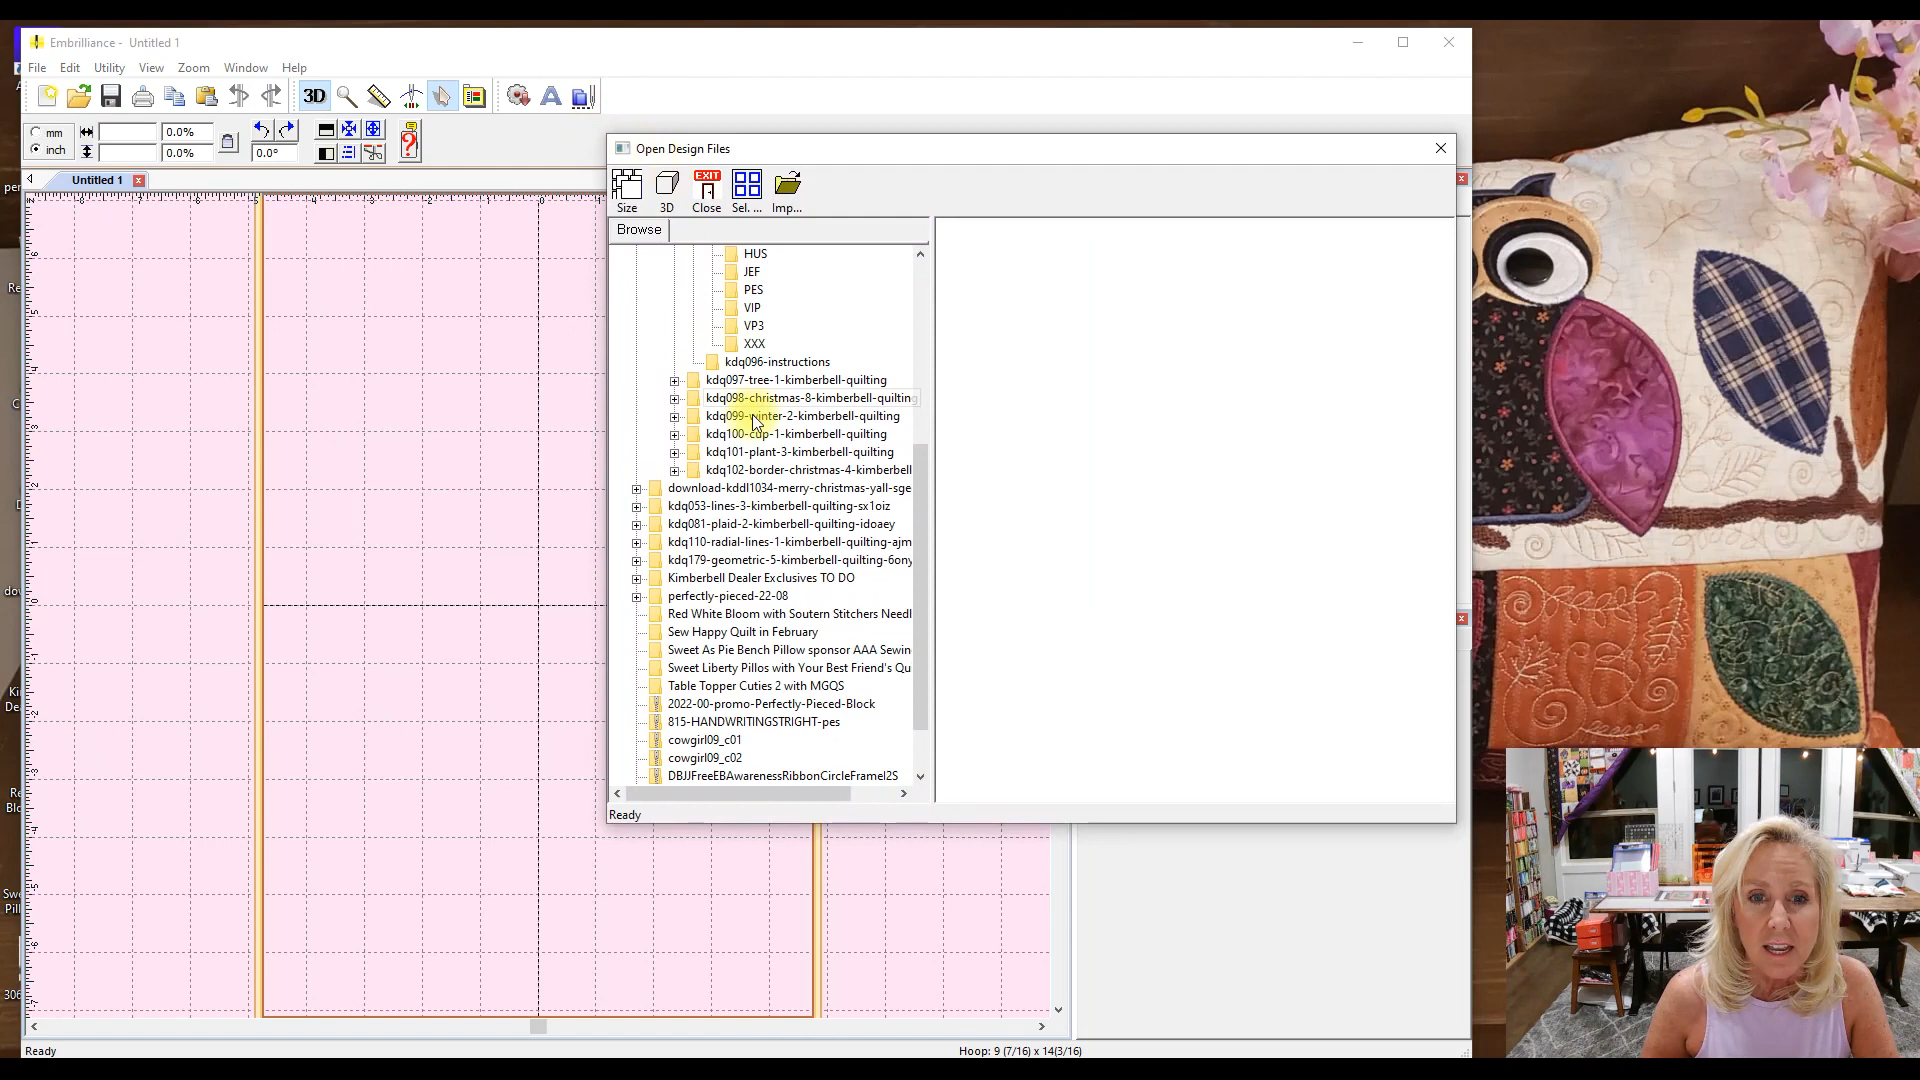 Embrilliance - Untitled 1
File Edit Utility View Zoom Window Help
3D
mm 0.0%
inch 0.0% 0.0°
Untitled 1
Open Design Files
EXIT
Size 3D Close Sel. ... Imp...
Browse
HUS
JEF
PES
VIP
VP3
XXX
kdq096-instructions
kdq097-tree-1-kimberbell-quilting
kdq098-christmas-8-kimberbell-quilting
kdq099-winter-2-kimberbell-quilting
kdq100-cup-1-kimberbell-quilting
kdq101-plant-3-kimberbell-quilting
kdq102-border-christmas-4-kimberbell
download-kddl1034-merry-christmas-yall-sge
kdq053-lines-3-kimberbell-quilting-sx1oiz
kdq081-plaid-2-kimberbell-quilting-idoaey
kdq110-radial-lines-1-kimberbell-quilting-ajm
kdq179-geometric-5-kimberbell-quilting-6ony
Kimberbell Dealer Exclusives TO DO
perfectly-pieced-22-08
Red White Bloom with Soutern Stitchers Needl
Sew Happy Quilt in February
Sweet As Pie Bench Pillow sponsor AAA Sewin
Sweet Liberty Pillos with Your Best Friend's Qu
Table Topper Cuties 2 with MGQS
2022-00-promo-Perfectly-Pieced-Block
815-HANDWRITINGSTRIGHT-pes
cowgirl09_c01
cowgirl09_c02
DBJJFreeEBAwarenessRibbonCircleFrameI2S
Ready
Ready Hoop: 9 (7/16) x 14(3/16)